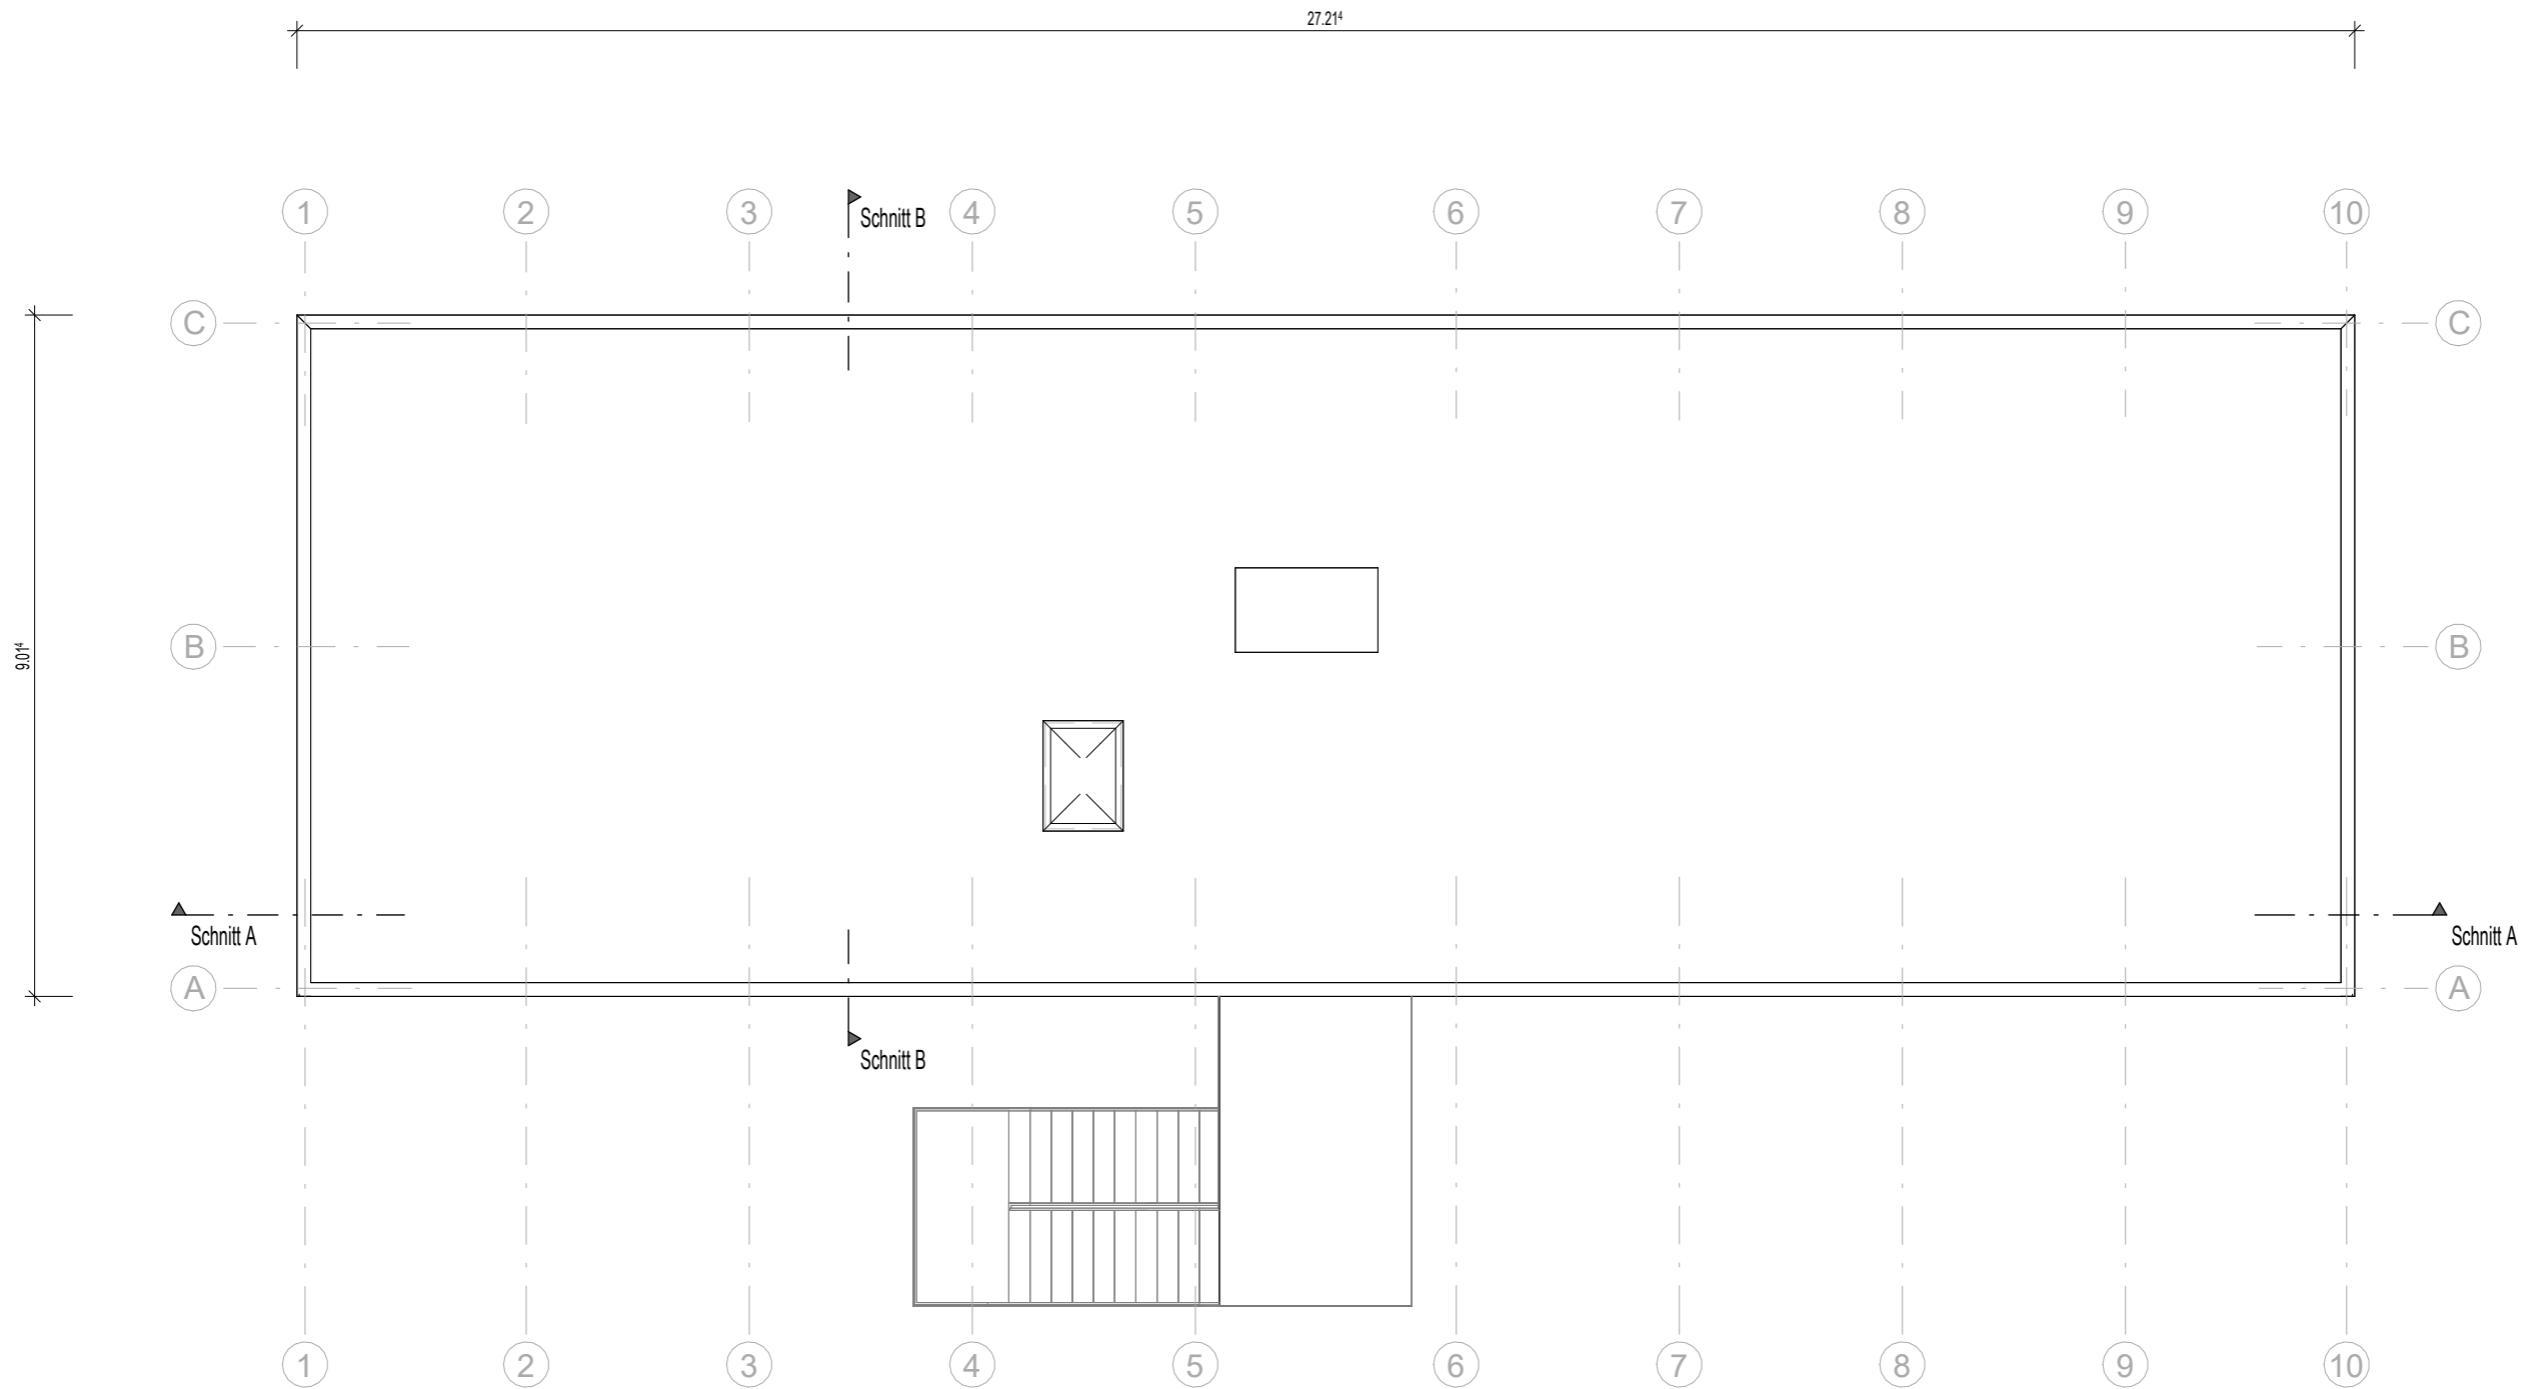 27.21⁴
1 2 3 Schnitt B 4 5 6 7 8 9 10
C C
9.01⁴
B B
Schnitt A Schnitt A
A A
Schnitt B
1 2 3 4 5 6 7 8 9 10